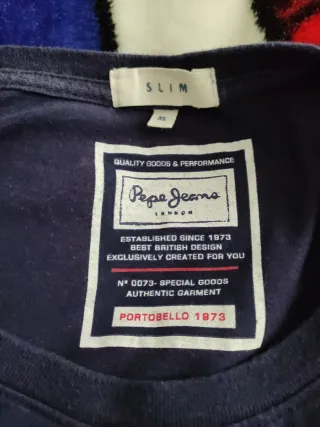 SLIM
XS
QUALITY GOODS & PERFORMANCE
Pepe Jeans
LONDON
ESTABLISHED SINCE 1973
BEST BRITISH DESIGN
EXCLUSIVELY CREATED FOR YOU
Nº 0073- SPECIAL GOODS
AUTHENTIC GARMENT
PORTOBELLO 1973